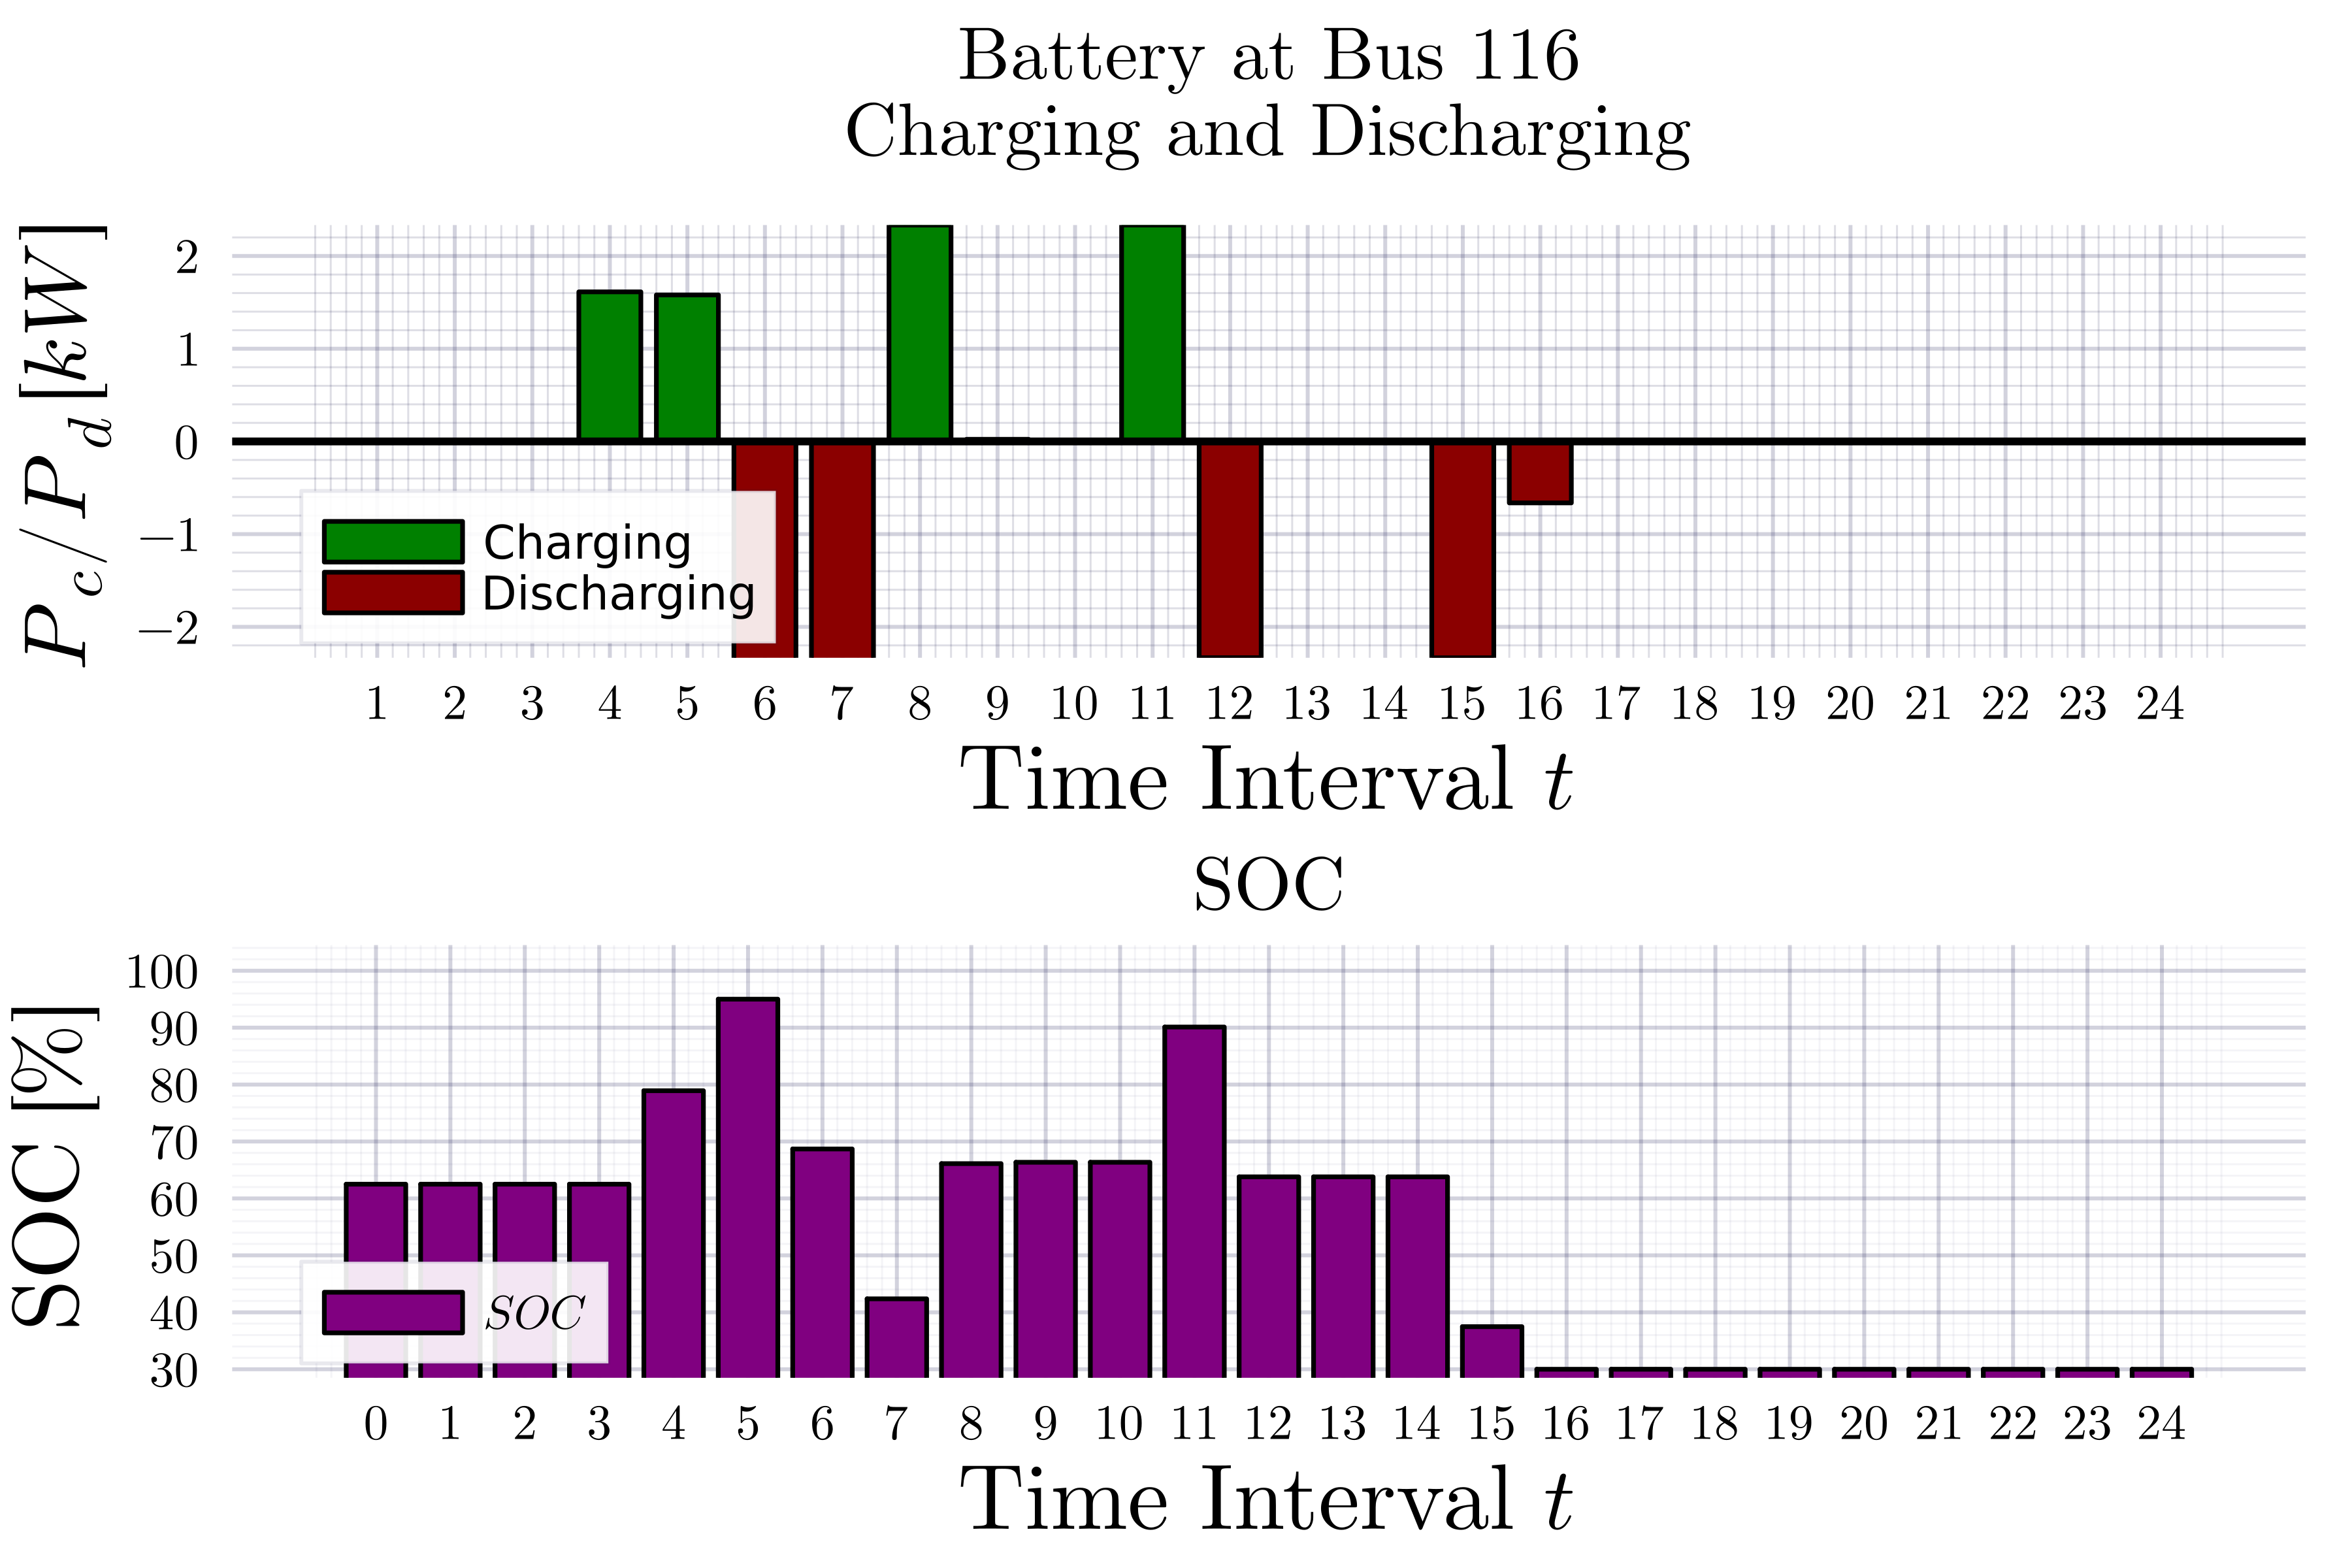 Battery at Bus 116
Charging and Discharging
P_c/P_d [kW]
2
1
0
−1
−2
Charging
Discharging
1 2 3 4 5 6 7 8 9 10 11 12 13 14 15 16 17 18 19 20 21 22 23 24
Time Interval t
SOC
SOC [%]
100
90
80
70
60
50
40
30
SOC
0 1 2 3 4 5 6 7 8 9 10 11 12 13 14 15 16 17 18 19 20 21 22 23 24
Time Interval t